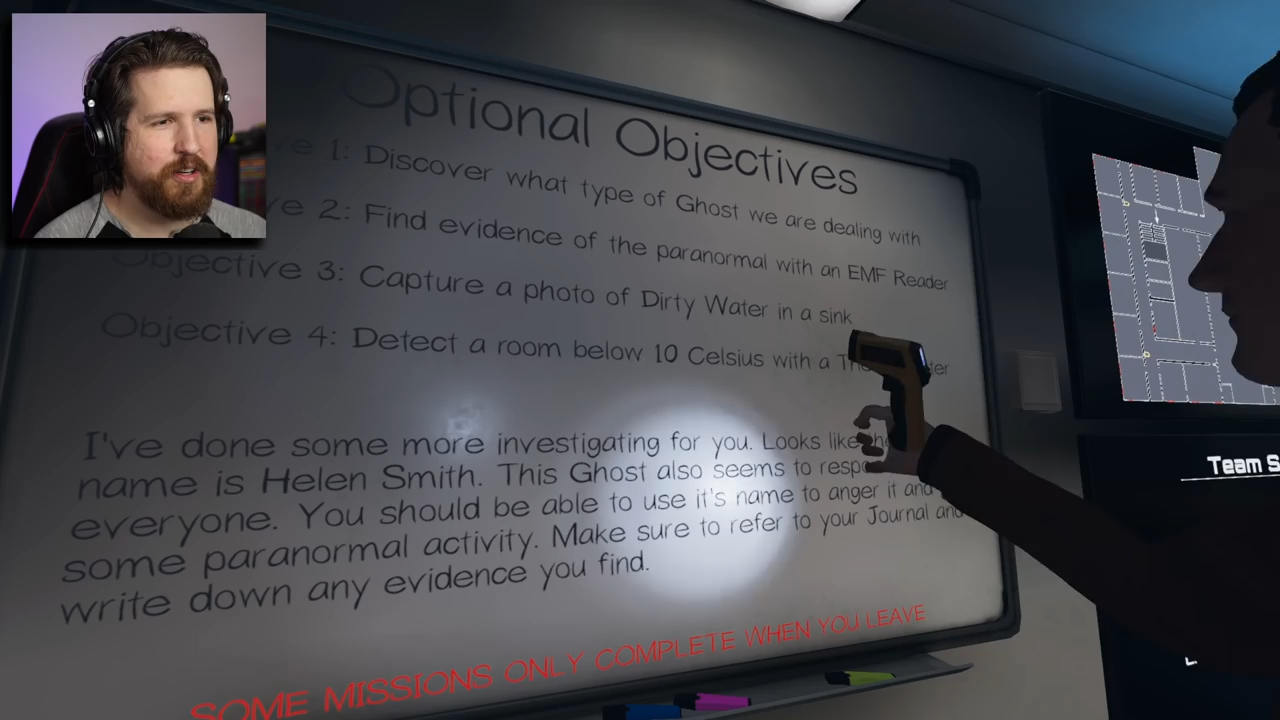 Optional Objectives
1: Discover what type of Ghost we are dealing with
2: Find evidence of the paranormal with an EMF Reader
Objective 3: Capture a photo of Dirty Water in a sink
Objective 4: Detect a room below 10 Celsius with a
I've done some more investigating for you. Looks like
name is Helen Smith. This Ghost also seems to
everyone. You should be able to use it's name to anger it and
some paranormal activity. Make sure to refer to your Journal and
write down any evidence you find.
SOME MISSIONS ONLY COMPLETE WHEN YOU LEAVE
Team